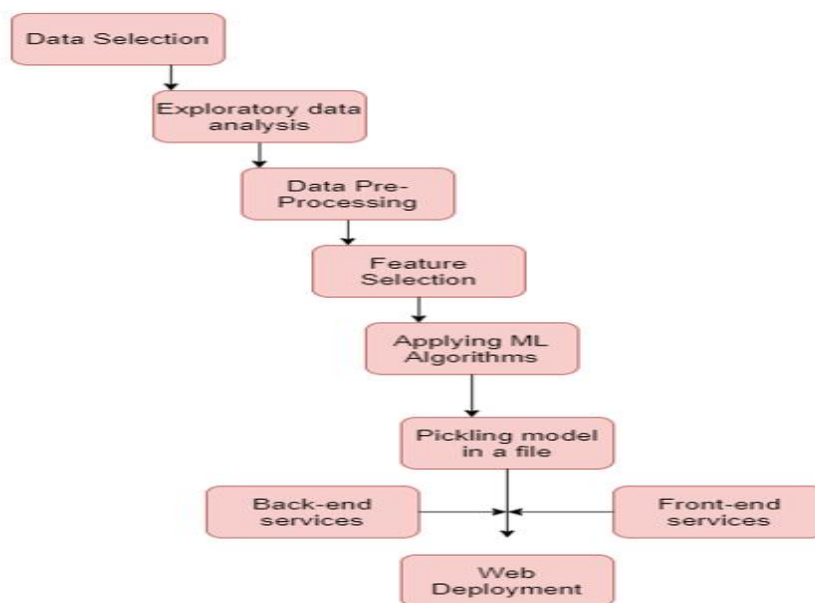 Data Selection
Exploratory data
analysis
Data Pre-
Processing
Feature
Selection
Applying ML
Algorithms
Pickling model
in a file
Back-end
services
Front-end
services
Web
Deployment